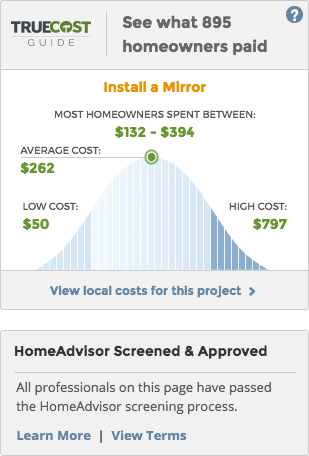 TRUECOST
GUIDE
See what 895
homeowners paid
?
Install a Mirror
MOST HOMEOWNERS SPENT BETWEEN:
$132 - $394
AVERAGE COST:
$262
LOW COST:
$50
HIGH COST:
$797
View local costs for this project >
HomeAdvisor Screened & Approved
All professionals on this page have passed
the HomeAdvisor screening process.
Learn More | View Terms